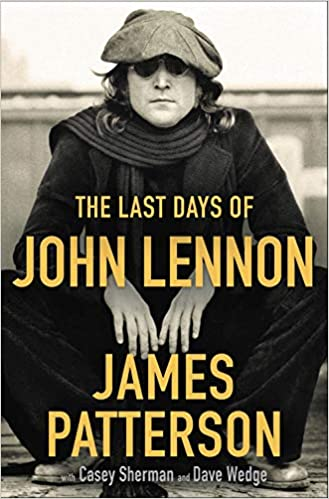 THE LAST DAYS OF
JOHN LENNON
JAMES
PATTERSON
with Casey Sherman and Dave Wedge